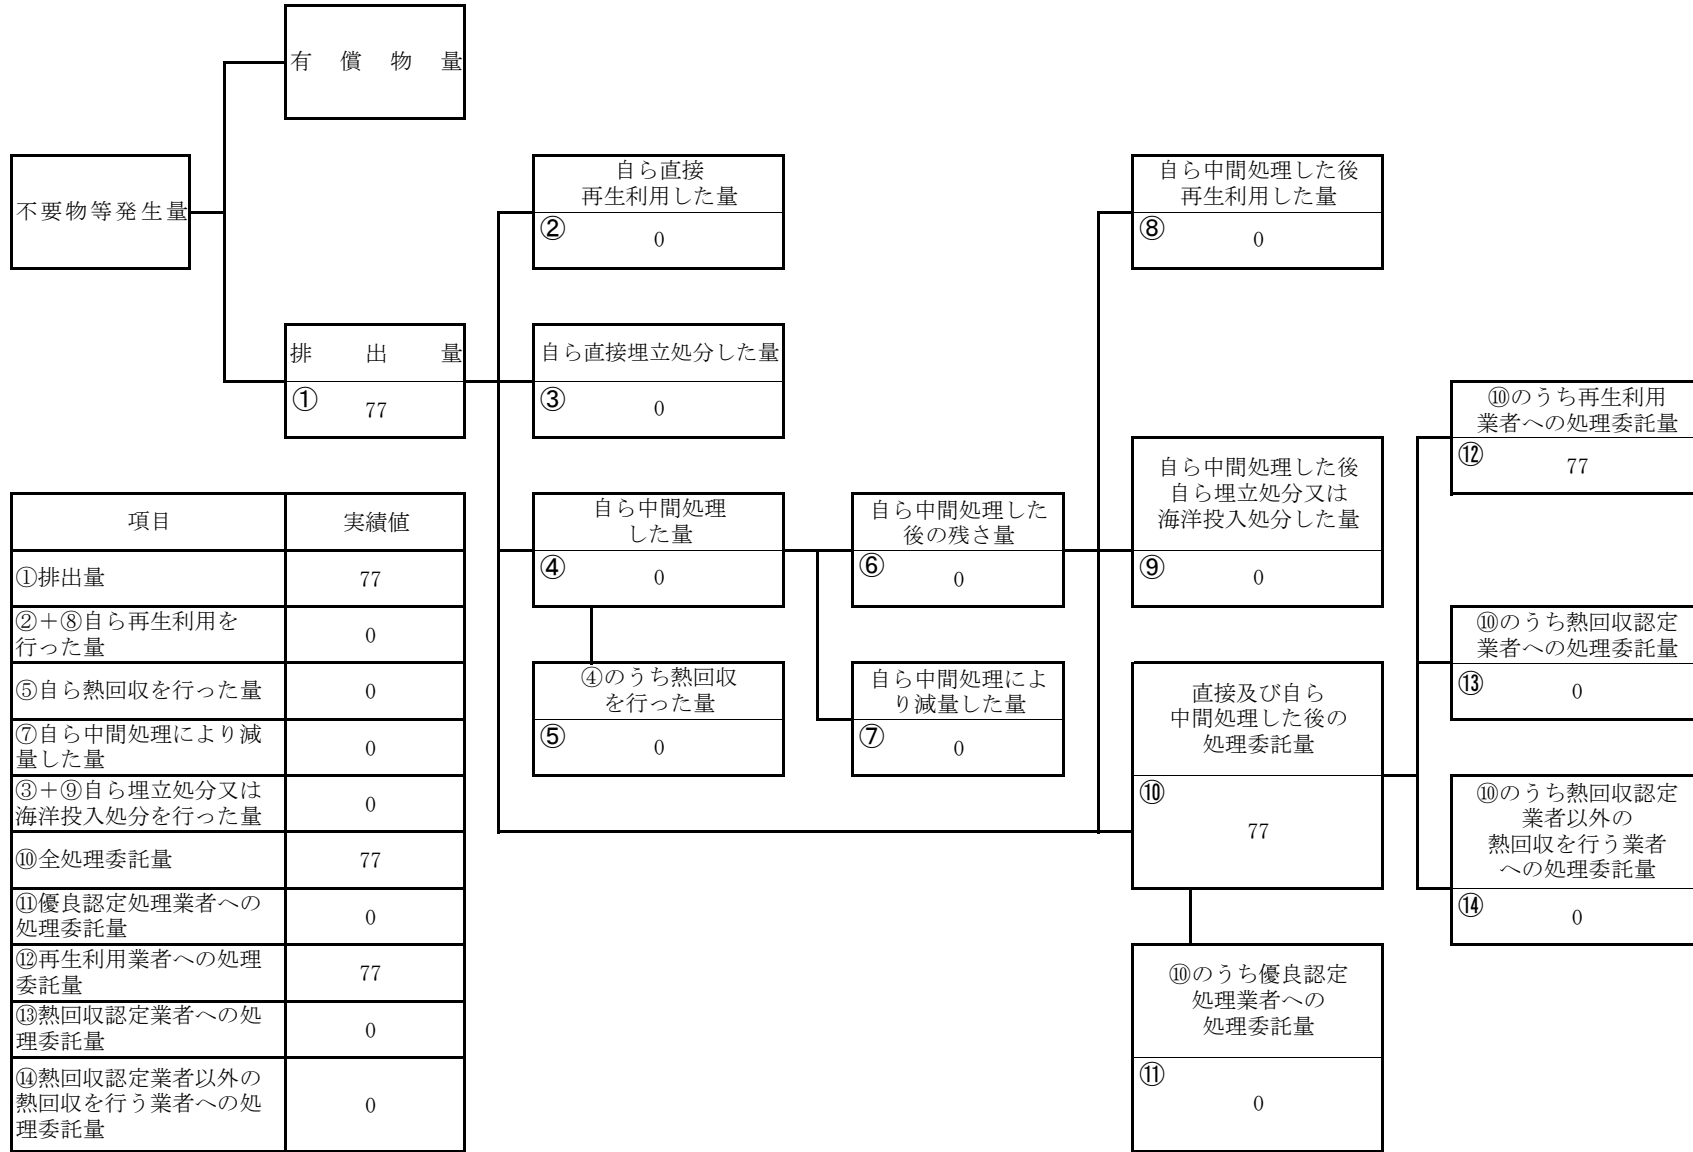 有償物量
不要物等発生量
自ら直接
再生利用した量
② 0
自ら中間処理した後
再生利用した量
⑧ 0
排出量
① 77
自ら直接埋立処分した量
③ 0
自ら中間処理
した量
④ 0
自ら中間処理した
後の残さ量
⑥ 0
自ら中間処理した後
自ら埋立処分又は
海洋投入処分した量
⑨ 0
⑩のうち再生利用
業者への処理委託量
⑫ 77
④のうち熱回収
を行った量
⑤ 0
自ら中間処理によ
り減量した量
⑦ 0
直接及び自ら
中間処理した後の
処理委託量
⑩
77
⑩のうち熱回収認定
業者への処理委託量
⑬ 0
⑩のうち熱回収認定
業者以外の
熱回収を行う業者
への処理委託量
⑭ 0
⑩のうち優良認定
処理業者への
処理委託量
⑪
0
項目 実績値
①排出量 77
②＋⑧自ら再生利用を
行った量 0
⑤自ら熱回収を行った量 0
⑦自ら中間処理により減
量した量 0
③＋⑨自ら埋立処分又は
海洋投入処分を行った量 0
⑩全処理委託量 77
⑪優良認定処理業者への
処理委託量 0
⑫再生利用業者への処理
委託量 77
⑬熱回収認定業者への処
理委託量 0
⑭熱回収認定業者以外の
熱回収を行う業者への処
理委託量 0